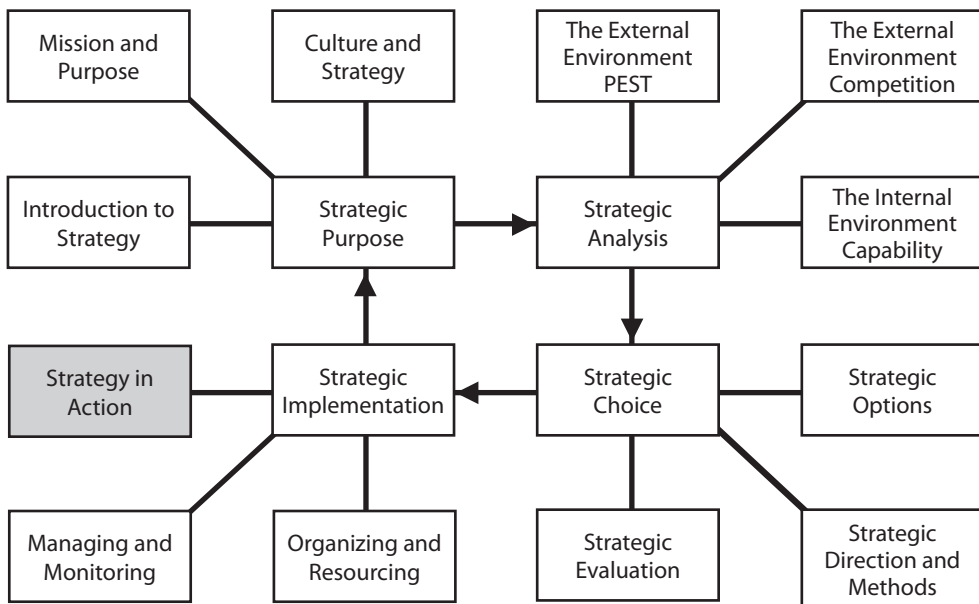 Mission and
Purpose
Culture and
Strategy
The External
Environment
PEST
The External
Environment
Competition
Introduction to
Strategy
Strategic
Purpose
Strategic
Analysis
The Internal
Environment
Capability
Strategy in
Action
Strategic
Implementation
Strategic
Choice
Strategic
Options
Managing and
Monitoring
Organizing and
Resourcing
Strategic
Evaluation
Strategic
Direction and
Methods